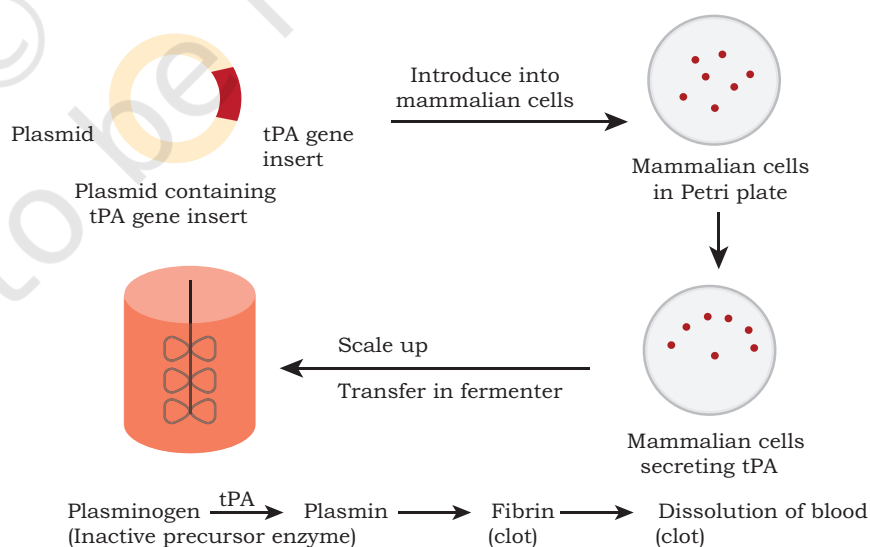 ©
to be r
Plasmid
tPA gene
insert
Plasmid containing
tPA gene insert
Introduce into
mammalian cells
Mammalian cells
in Petri plate
Scale up
Transfer in fermenter
Mammalian cells
secreting tPA
Plasminogen tPA Plasmin Fibrin Dissolution of blood
(Inactive precursor enzyme) (clot) (clot)